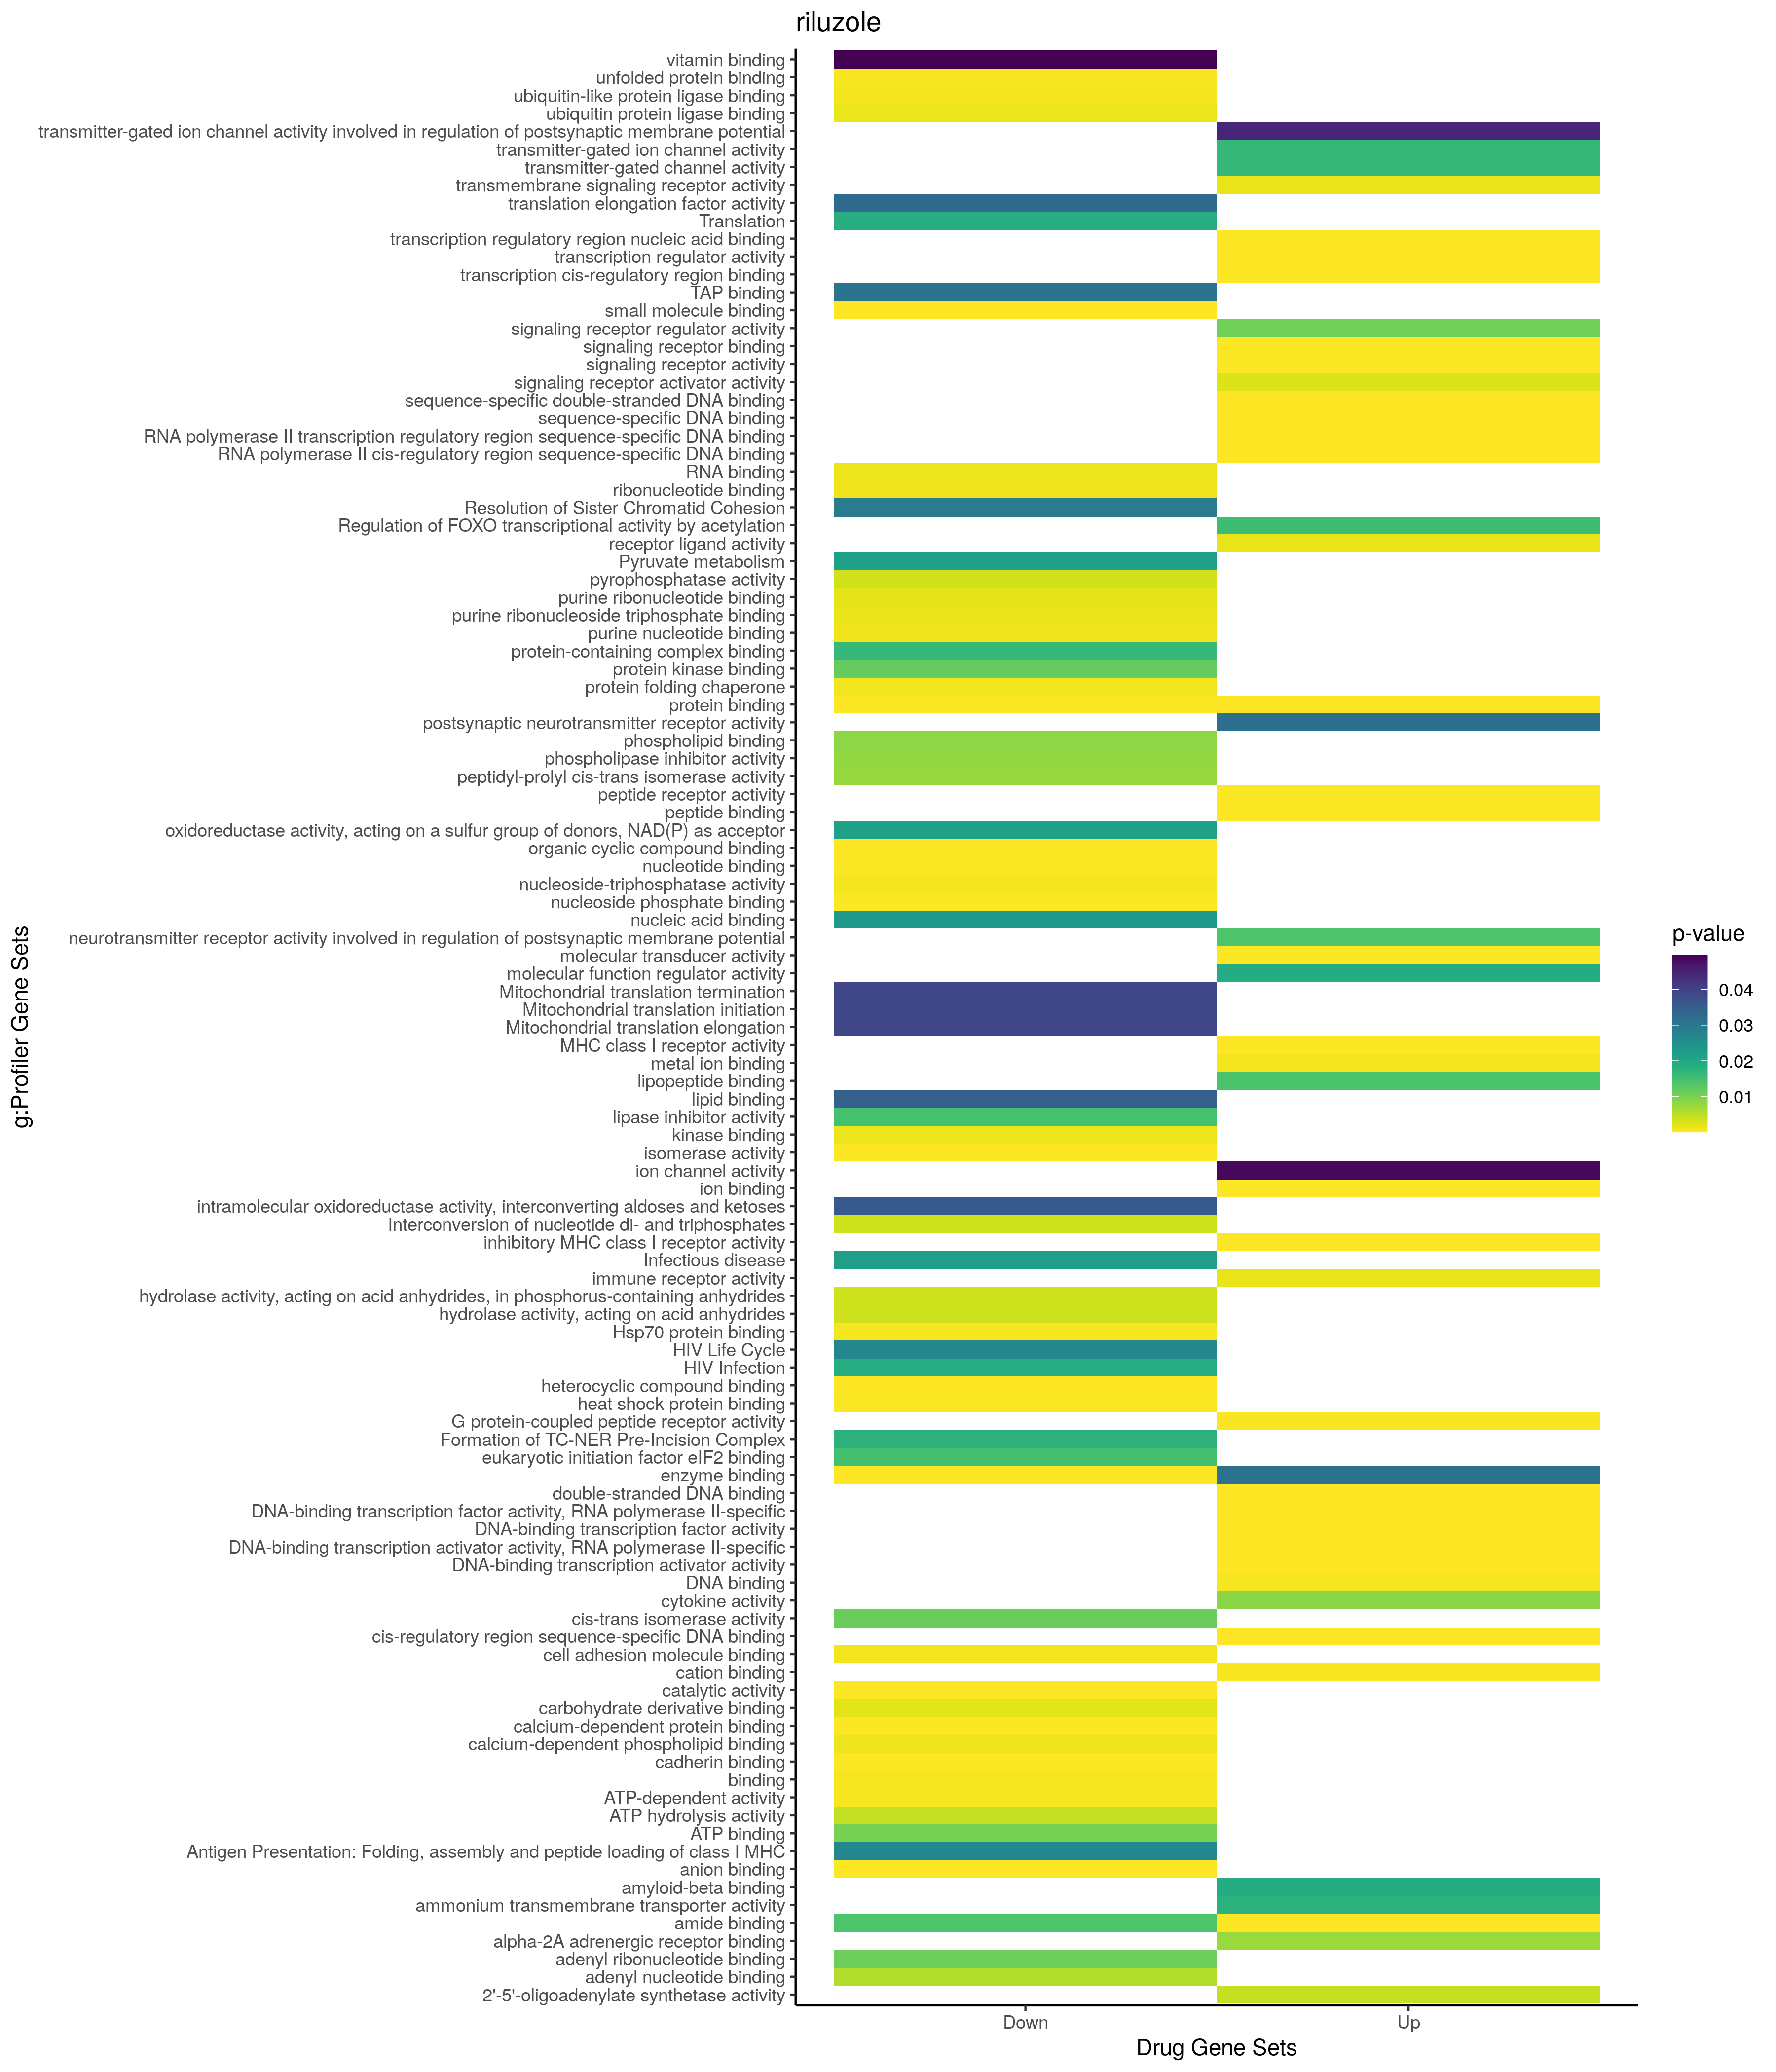 riluzole
vitamin binding
unfolded protein binding
ubiquitin-like protein ligase binding
ubiquitin protein ligase binding
transmitter-gated ion channel activity involved in regulation of postsynaptic membrane potential
transmitter-gated ion channel activity
transmitter-gated channel activity
transmembrane signaling receptor activity
translation elongation factor activity
Translation
transcription regulatory region nucleic acid binding
transcription regulator activity
transcription cis-regulatory region binding
TAP binding
small molecule binding
signaling receptor regulator activity
signaling receptor binding
signaling receptor activity
signaling receptor activator activity
sequence-specific double-stranded DNA binding
sequence-specific DNA binding
RNA polymerase II transcription regulatory region sequence-specific DNA binding
RNA polymerase II cis-regulatory region sequence-specific DNA binding
RNA binding
ribonucleotide binding
Resolution of Sister Chromatid Cohesion
Regulation of FOXO transcriptional activity by acetylation
receptor ligand activity
Pyruvate metabolism
pyrophosphatase activity
purine ribonucleotide binding
purine ribonucleoside triphosphate binding
purine nucleotide binding
protein-containing complex binding
protein kinase binding
protein folding chaperone
protein binding
postsynaptic neurotransmitter receptor activity
phospholipid binding
phospholipase inhibitor activity
peptidyl-prolyl cis-trans isomerase activity
peptide receptor activity
peptide binding
oxidoreductase activity, acting on a sulfur group of donors, NAD(P) as acceptor
organic cyclic compound binding
nucleotide binding
nucleoside-triphosphatase activity
nucleoside phosphate binding
nucleic acid binding
neurotransmitter receptor activity involved in regulation of postsynaptic membrane potential
molecular transducer activity
molecular function regulator activity
Mitochondrial translation termination
Mitochondrial translation initiation
Mitochondrial translation elongation
MHC class I receptor activity
metal ion binding
lipopeptide binding
lipid binding
lipase inhibitor activity
kinase binding
isomerase activity
ion channel activity
ion binding
intramolecular oxidoreductase activity, interconverting aldoses and ketoses
Interconversion of nucleotide di- and triphosphates
inhibitory MHC class I receptor activity
Infectious disease
immune receptor activity
hydrolase activity, acting on acid anhydrides, in phosphorus-containing anhydrides
hydrolase activity, acting on acid anhydrides
Hsp70 protein binding
HIV Life Cycle
HIV Infection
heterocyclic compound binding
heat shock protein binding
G protein-coupled peptide receptor activity
Formation of TC-NER Pre-Incision Complex
eukaryotic initiation factor eIF2 binding
enzyme binding
double-stranded DNA binding
DNA-binding transcription factor activity, RNA polymerase II-specific
DNA-binding transcription factor activity
DNA-binding transcription activator activity, RNA polymerase II-specific
DNA-binding transcription activator activity
DNA binding
cytokine activity
cis-trans isomerase activity
cis-regulatory region sequence-specific DNA binding
cell adhesion molecule binding
cation binding
catalytic activity
carbohydrate derivative binding
calcium-dependent protein binding
calcium-dependent phospholipid binding
cadherin binding
binding
ATP-dependent activity
ATP hydrolysis activity
ATP binding
Antigen Presentation: Folding, assembly and peptide loading of class I MHC
anion binding
amyloid-beta binding
ammonium transmembrane transporter activity
amide binding
alpha-2A adrenergic receptor binding
adenyl ribonucleotide binding
adenyl nucleotide binding
2'-5'-oligoadenylate synthetase activity
g:Profiler Gene Sets
Down
Up
Drug Gene Sets
p-value
0.04
0.03
0.02
0.01